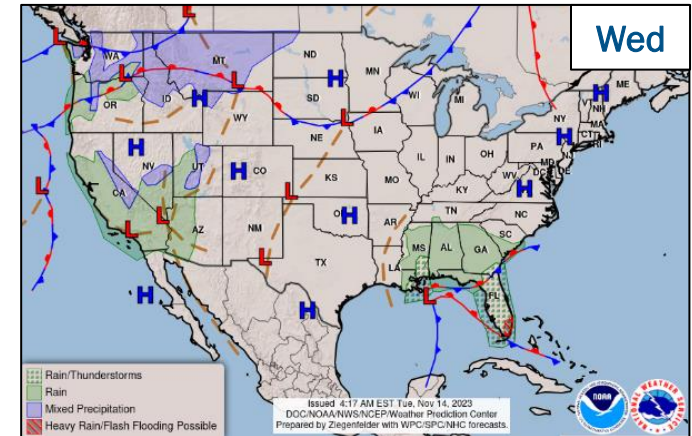 Wed
L
L
WA
MT
ND
ME
MN
L
L
H
H
VT
NH
OR
ID
H
SD
WI
MI
NY
MA
WY
L
CT
RI
H
IA
PA
H
NE
NJ
NV
UT
H
CO
IL
IN
OH
MD
DE
WV
DC
H
L
CA
KS
MO
KY
VA
L
L
L
AZ
NM
OK
H
AR
TN
NC
SC
MS
AL
GA
L
TX
LA
H
H
L
FL
Rain/Thunderstorms
Rain
Mixed Precipitation
Heavy Rain/Flash Flooding Possible
Issued 4:17 AM EST Tue, Nov 14, 2023
DOC/NOAA/NWS/NCEP/Weather Prediction Center
Prepared by Ziegenfelder with WPC/SPC/NHC forecasts.
NOAA
NATIONAL WEATHER SERVICE